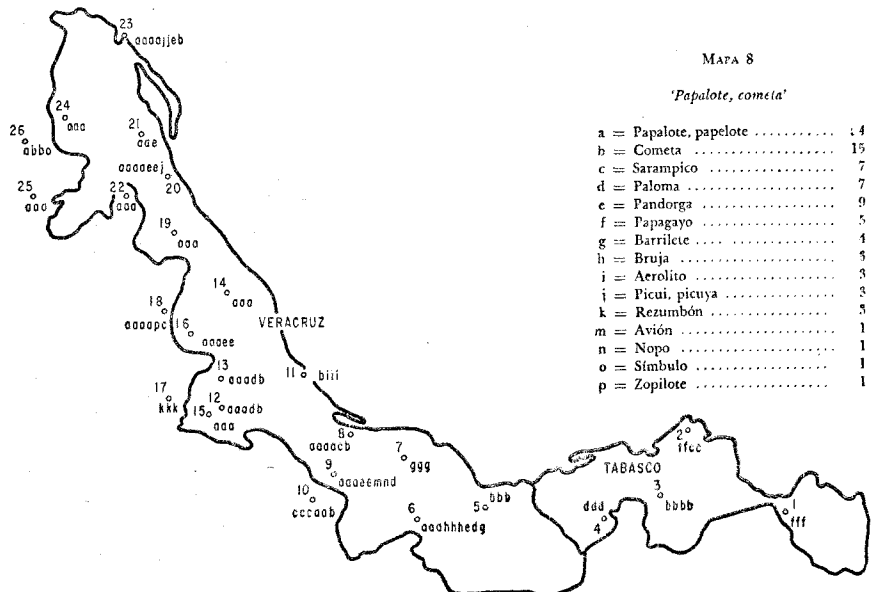 MAPA 8
'Papalote, cometa'
a = Papalote, papelote ..........
b = Cometa .......... 15
c = Sarampico .......... 7
d = Paloma .......... 7
e = Pandorga .......... 9
f = Papagayo .......... 5
g = Barrilete .......... 4
h = Bruja .......... 3
i = Aerolito .......... 3
j = Picui, picuya .......... 3
k = Rezumbón .......... 3
m = Avión .......... 1
n = Nopo .......... 1
o = Símbulo .......... 1
p = Zopilote .......... 1
23
aaaajjeb
24
aaa
21
aae
26
abbo
aaaaeej
20
25
aaa
22
aaa
19
aaa
14
aaa
18
aaaapc
16
aaaee
VERACRUZ
13
aaadb
11
biii
17
kkk
12
aaadb
15
aaa
8
aaaacb
7
ggg
9
aaaeemnd
10
cccaab
6
aaahhhedg
5
bbb
TABASCO
2
ffcc
3
bbbb
ddd
4
1
fff